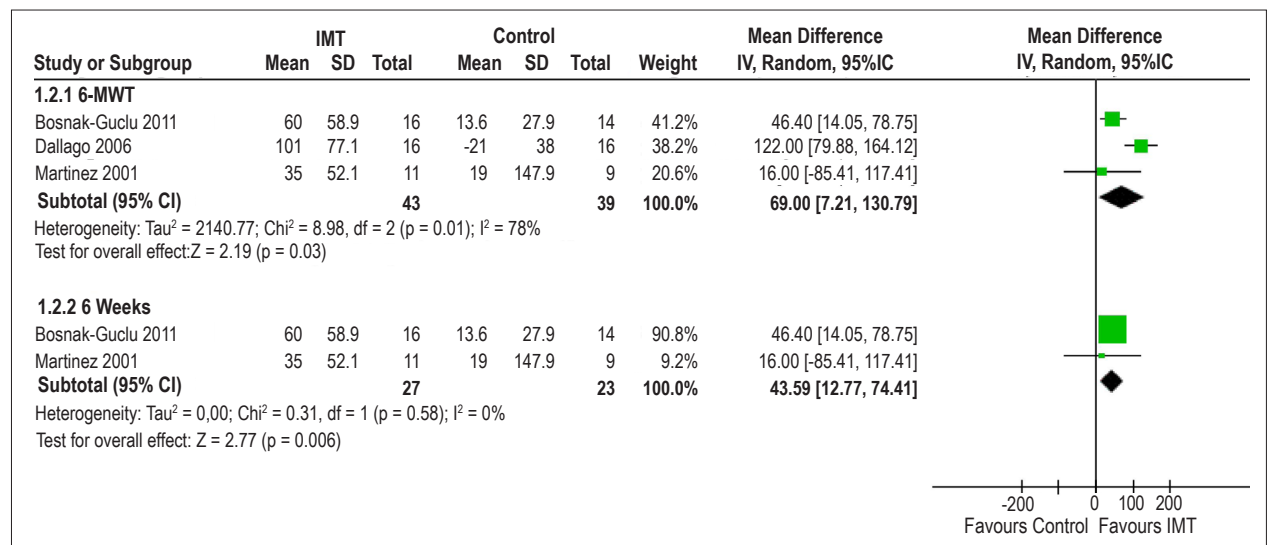 IMT Control Mean Difference Mean Difference
Study or Subgroup Mean SD Total Mean SD Total Weight IV, Random, 95%IC IV, Random, 95%IC
1.2.1 6-MWT
Bosnak-Guclu 2011 60 58.9 16 13.6 27.9 14 41.2% 46.40 [14.05, 78.75]
Dallago 2006 101 77.1 16 -21 38 16 38.2% 122.00 [79.88, 164.12]
Martinez 2001 35 52.1 11 19 147.9 9 20.6% 16.00 [-85.41, 117.41]
Subtotal (95% CI) 43 39 100.0% 69.00 [7.21, 130.79]
Heterogeneity: Tau² = 2140.77; Chi² = 8.98, df = 2 (p = 0.01); I² = 78%
Test for overall effect:Z = 2.19 (p = 0.03)
1.2.2 6 Weeks
Bosnak-Guclu 2011 60 58.9 16 13.6 27.9 14 90.8% 46.40 [14.05, 78.75]
Martinez 2001 35 52.1 11 19 147.9 9 9.2% 16.00 [-85.41, 117.41]
Subtotal (95% CI) 27 23 100.0% 43.59 [12.77, 74.41]
Heterogeneity: Tau² = 0,00; Chi² = 0.31, df = 1 (p = 0.58); I² = 0%
Test for overall effect: Z = 2.77 (p = 0.006)
-200 0 100 200
Favours Control Favours IMT